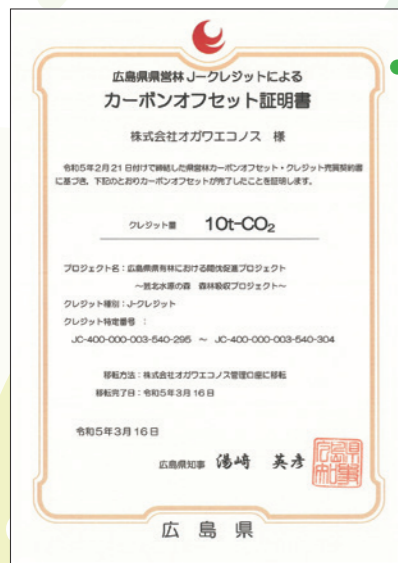 広島県県営林 J-クレジットによる
カーボンオフセット証明書
株式会社オガワエコノス 様
令和5年2月21日付けで締結した県営林カーボンオフセット・クレジット売買契約書
に基づき、下記のとおりカーボンオフセットが完了したことを証明します。
クレジット量 10t-CO₂
プロジェクト名：広島県県有林における間伐促進プロジェクト
～芸北水源の森 森林吸収プロジェクト～
クレジット種別：J-クレジット
クレジット特定番号 ：
JC-400-000-003-540-295 ～ JC-400-000-003-540-304
移転方法：株式会社オガワエコノス管理口座に移転
移転完了日：令和5年3月16日
令和5年3月16日
広島県知事 湯﨑 英彦
広島県